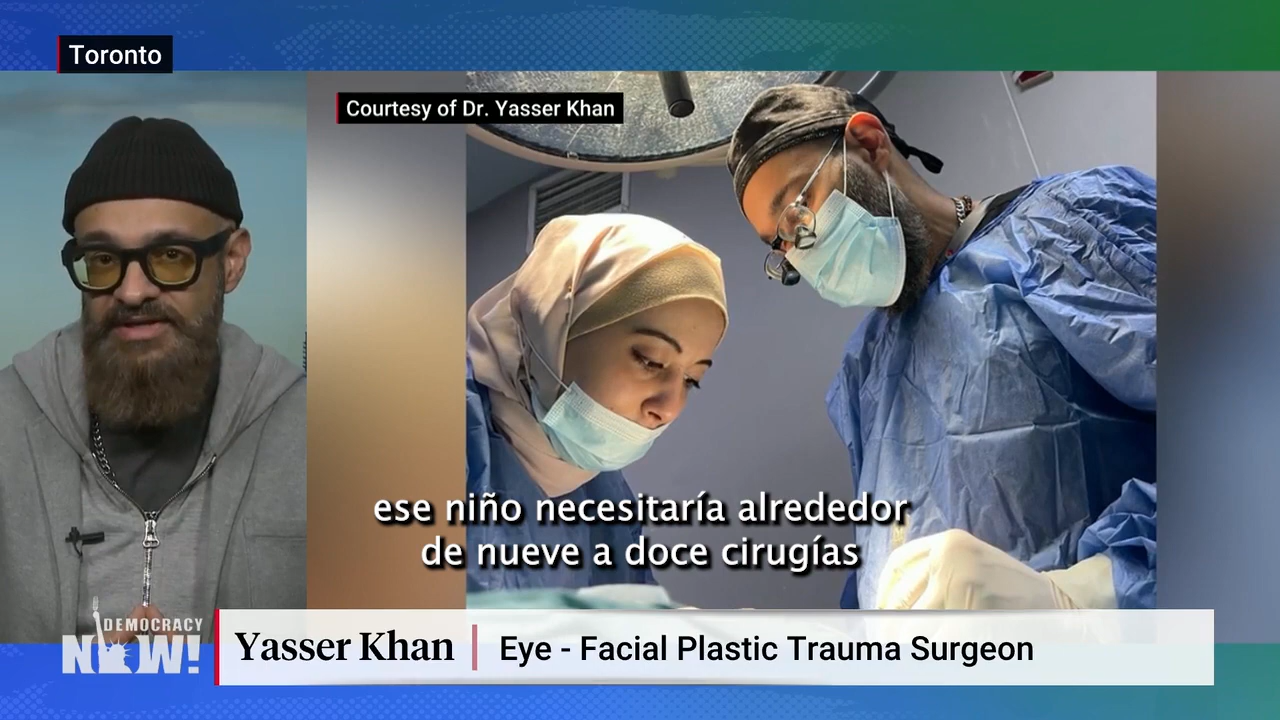 Toronto
Courtesy of Dr. Yasser Khan
ese niño necesitaría alrededor
de nueve a doce cirugías
DEMOCRACY
NOW!
Yasser Khan
Eye - Facial Plastic Trauma Surgeon